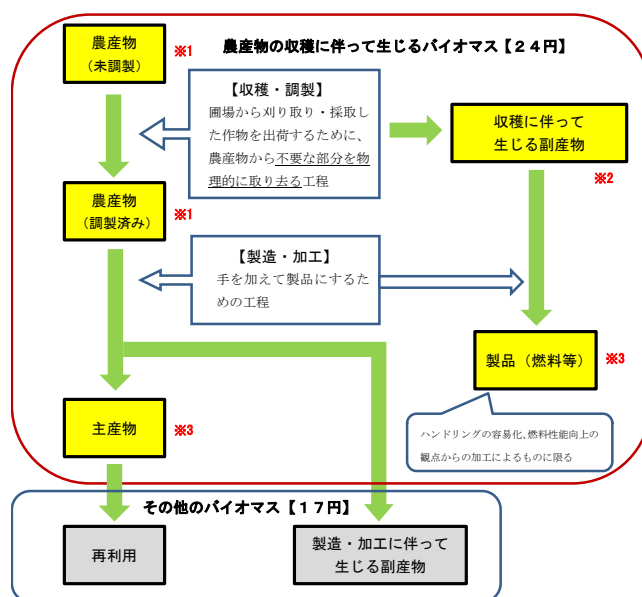 農産物の収穫に伴って生じるバイオマス【２４円】
農産物
（未調製）
※1
【収穫・調製】
圃場から刈り取り・採取し
た作物を出荷するために、
農産物から不要な部分を物
理的に取り去る工程
収穫に伴って
生じる副産物
※2
農産物
（調製済み）
※1
【製造・加工】
手を加えて製品にするた
めの工程
製品（燃料等）
※3
ハンドリングの容易化、燃料性能向上の
観点からの加工によるものに限る
主産物
※3
その他のバイオマス【１７円】
再利用
製造・加工に伴って
生じる副産物